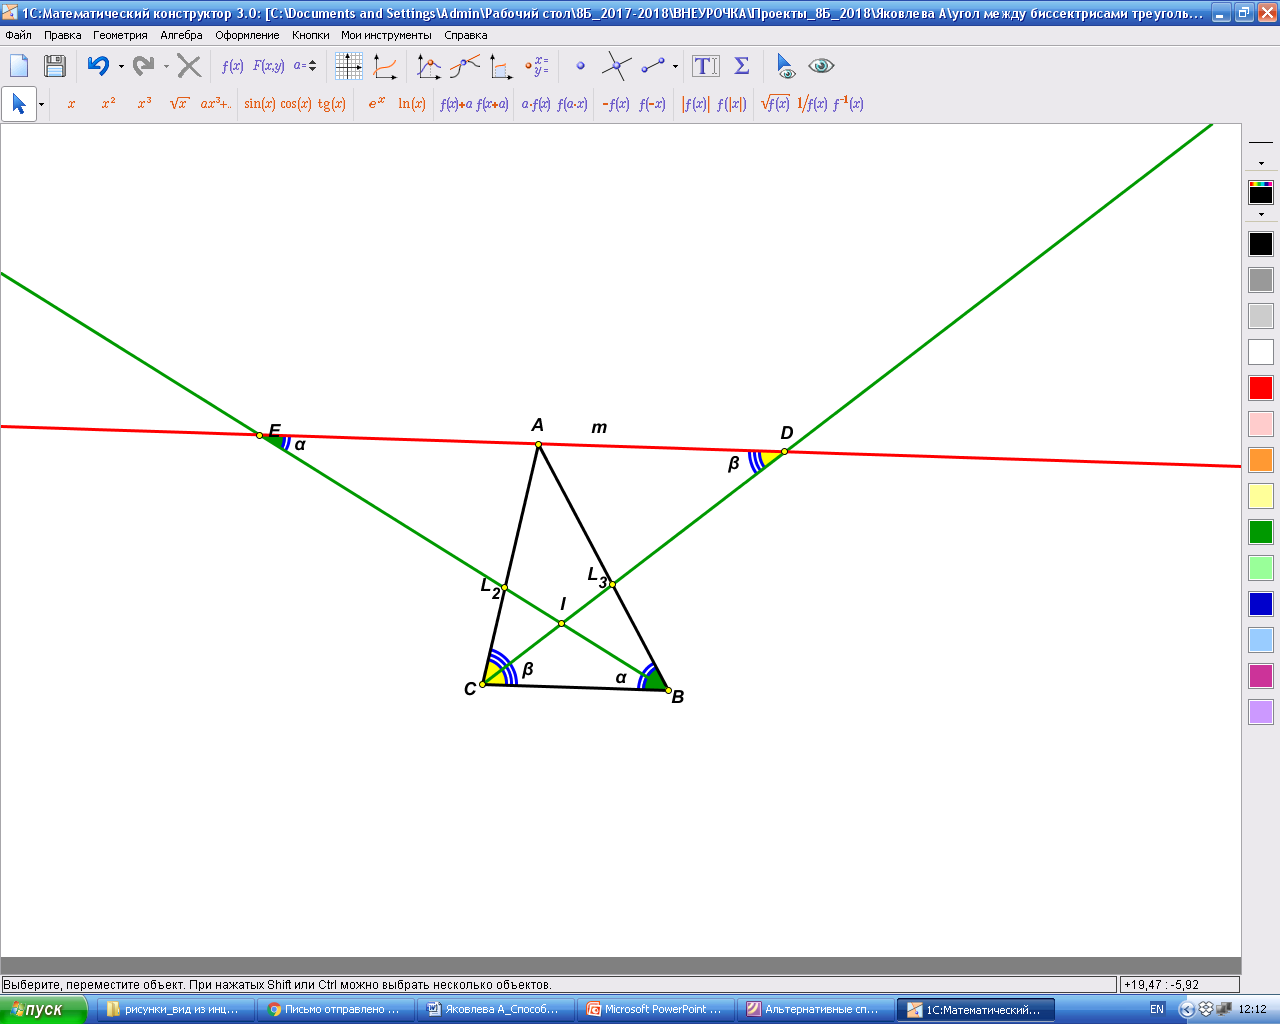 1С:Математический конструктор 3.0: [C:\Documents and Settings\Admin\Рабочий стол\8Б_2017-2018\ВНЕУРОЧКА\Проекты_8Б_2018\Яковлева А\угол между биссектрисами треуголь...
Файл Правка Геометрия Алгебра Оформление Кнопки Мои инструменты Справка
f(x) F(x,y) a= x= y= T Σ
x x² x³ √x ax³+.. sin(x) cos(x) tg(x) eˣ ln(x) f(x)+a f(x+a) a·f(x) f(a·x) -f(x) f(-x) |f(x)| f(|x|) √f(x) 1/f(x) f⁻¹(x)
E α
A m
D
β
L2
L3
I
C β
α B
Выберите, переместите объект. При нажатых Shift или Ctrl можно выбрать несколько объектов.
+19,47 : -5,92
пуск рисунки_вид из инц... Письмо отправлено ... Яковлева А_Способ... Microsoft PowerPoint ... Альтернативные сп... 1С:Математический... EN 12:12